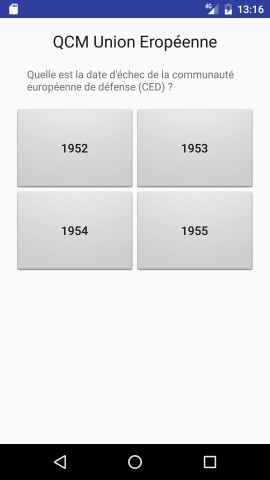 4G 13:16
QCM Union Eropéenne
Quelle est la date d'échec de la communauté
européenne de défense (CED) ?
1952 1953
1954 1955